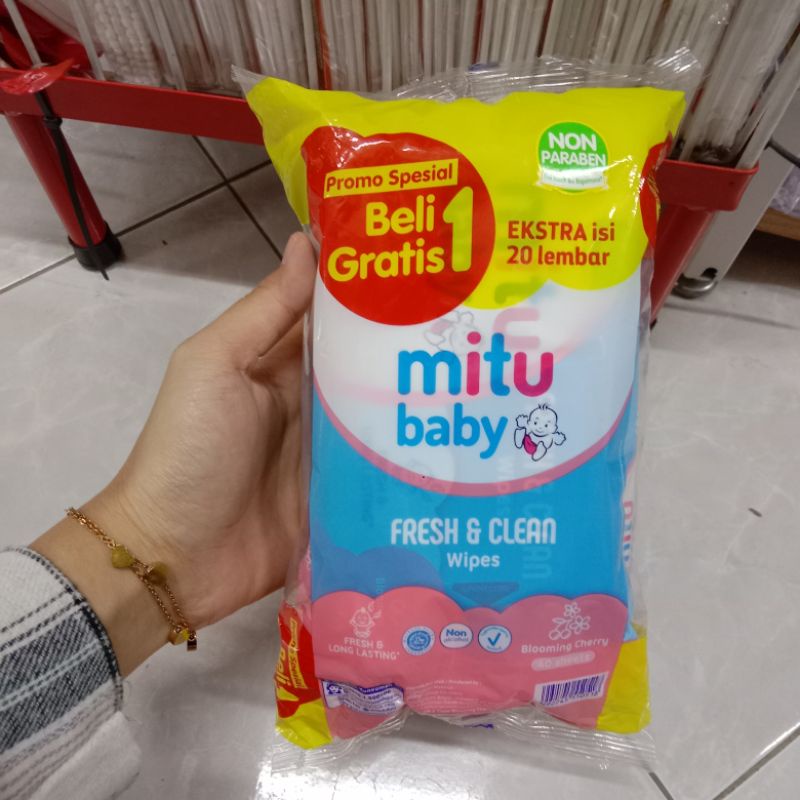 Promo Spesial
Beli 1
Gratis 1
NON
PARABEN
EKSTRA isi
20 lembar
mitu
baby
FRESH & CLEAN
Wipes
FRESH &
LONG LASTING*
Non
alcohol
Blooming Cherry
40 sheets